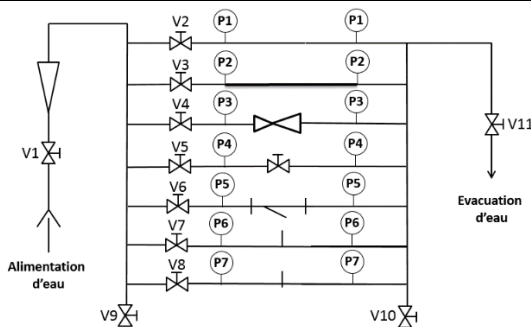 V2 P1 P1
V3 P2 P2
V4 P3 P3
V5 P4 P4
V6 P5 P5
V7 P6 P6
V8 P7 P7
V1
V11
Alimentation
d'eau
Evacuation
d'eau
V9
V10